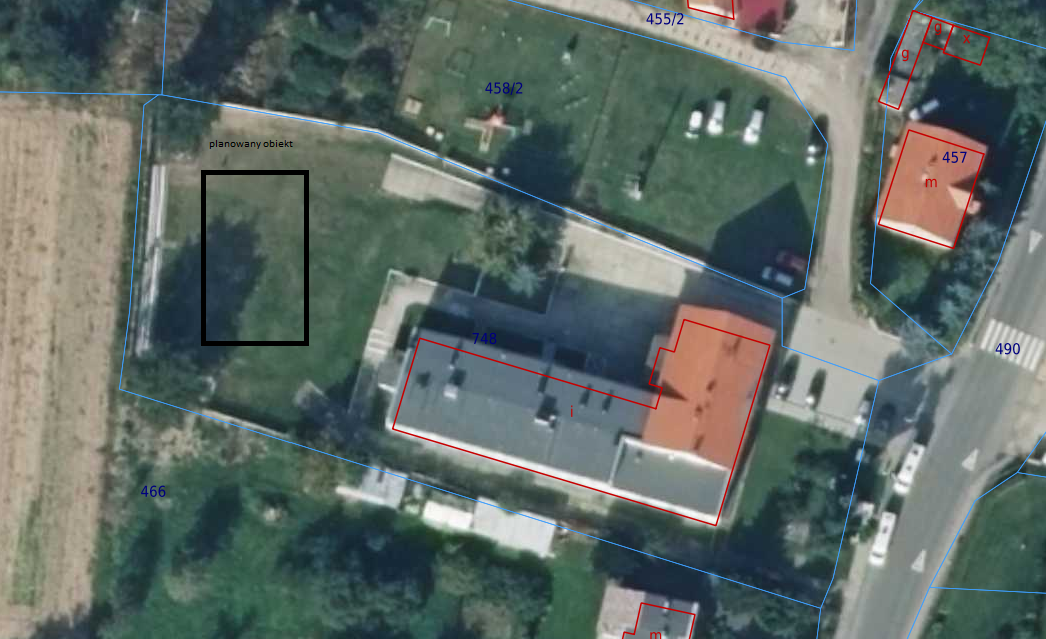 455/2
g
g
z
458/2
planowany obiekt
457
m
748
490
i
466
m